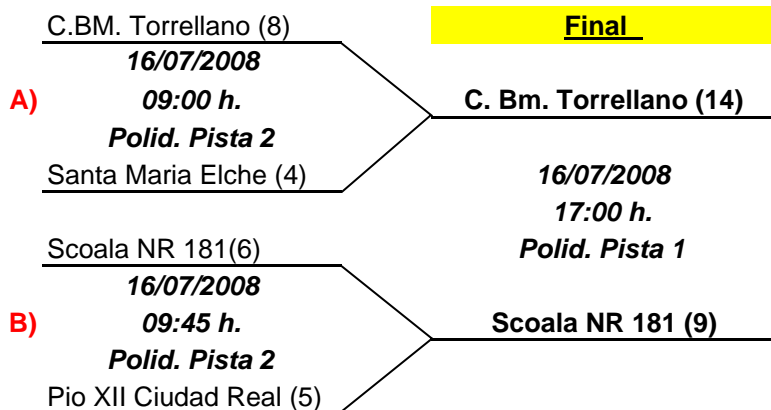 C.BM. Torrellano (8)
Final
16/07/2008
A)
09:00 h.
C. Bm. Torrellano (14)
Polid. Pista 2
Santa Maria Elche (4)
16/07/2008
17:00 h.
Scoala NR 181(6)
Polid. Pista 1
16/07/2008
B)
09:45 h.
Scoala NR 181 (9)
Polid. Pista 2
Pio XII Ciudad Real (5)